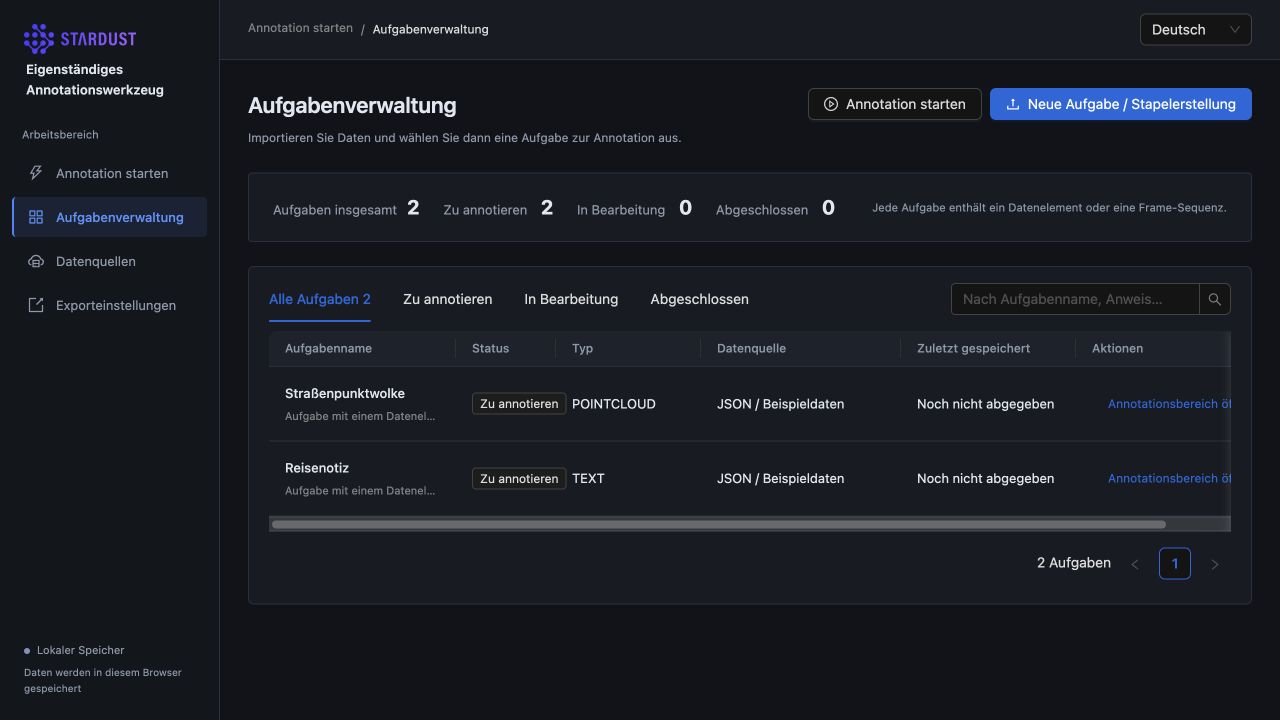 STARDUST
Eigenständiges
Annotationswerkzeug
Arbeitsbereich
Annotation starten
Aufgabenverwaltung
Datenquellen
Exporteinstellungen
Lokaler Speicher
Daten werden in diesem Browser
gespeichert
Annotation starten / Aufgabenverwaltung
Deutsch
Aufgabenverwaltung
Importieren Sie Daten und wählen Sie dann eine Aufgabe zur Annotation aus.
Annotation starten
Neue Aufgabe / Stapelerstellung
Aufgaben insgesamt 2 Zu annotieren 2 In Bearbeitung 0 Abgeschlossen 0 Jede Aufgabe enthält ein Datenelement oder eine Frame-Sequenz.
Alle Aufgaben 2 Zu annotieren In Bearbeitung Abgeschlossen Nach Aufgabenname, Anweis...
Aufgabenname Status Typ Datenquelle Zuletzt gespeichert Aktionen
Straßenpunktwolke
Aufgabe mit einem Datenel...
Zu annotieren POINTCLOUD JSON / Beispieldaten Noch nicht abgegeben Annotationsbereich
Reisenotiz
Aufgabe mit einem Datenel...
Zu annotieren TEXT JSON / Beispieldaten Noch nicht abgegeben Annotationsbereich
2 Aufgaben 1